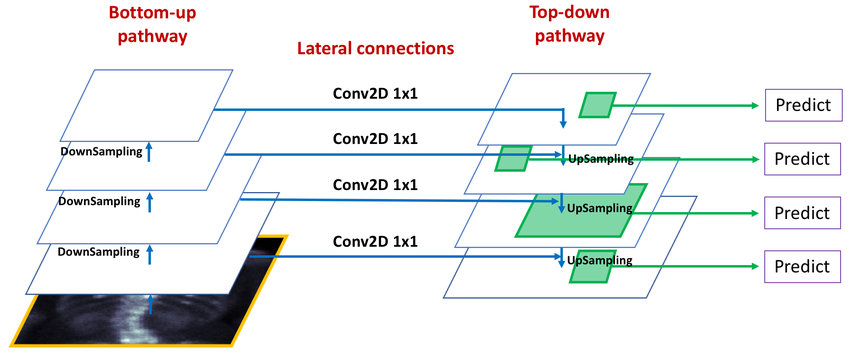 Bottom-up
pathway
Lateral connections
Top-down
pathway
Conv2D 1x1
Predict
DownSampling
Conv2D 1x1
UpSampling
Predict
DownSampling
Conv2D 1x1
UpSampling
Predict
DownSampling
Conv2D 1x1
UpSampling
Predict